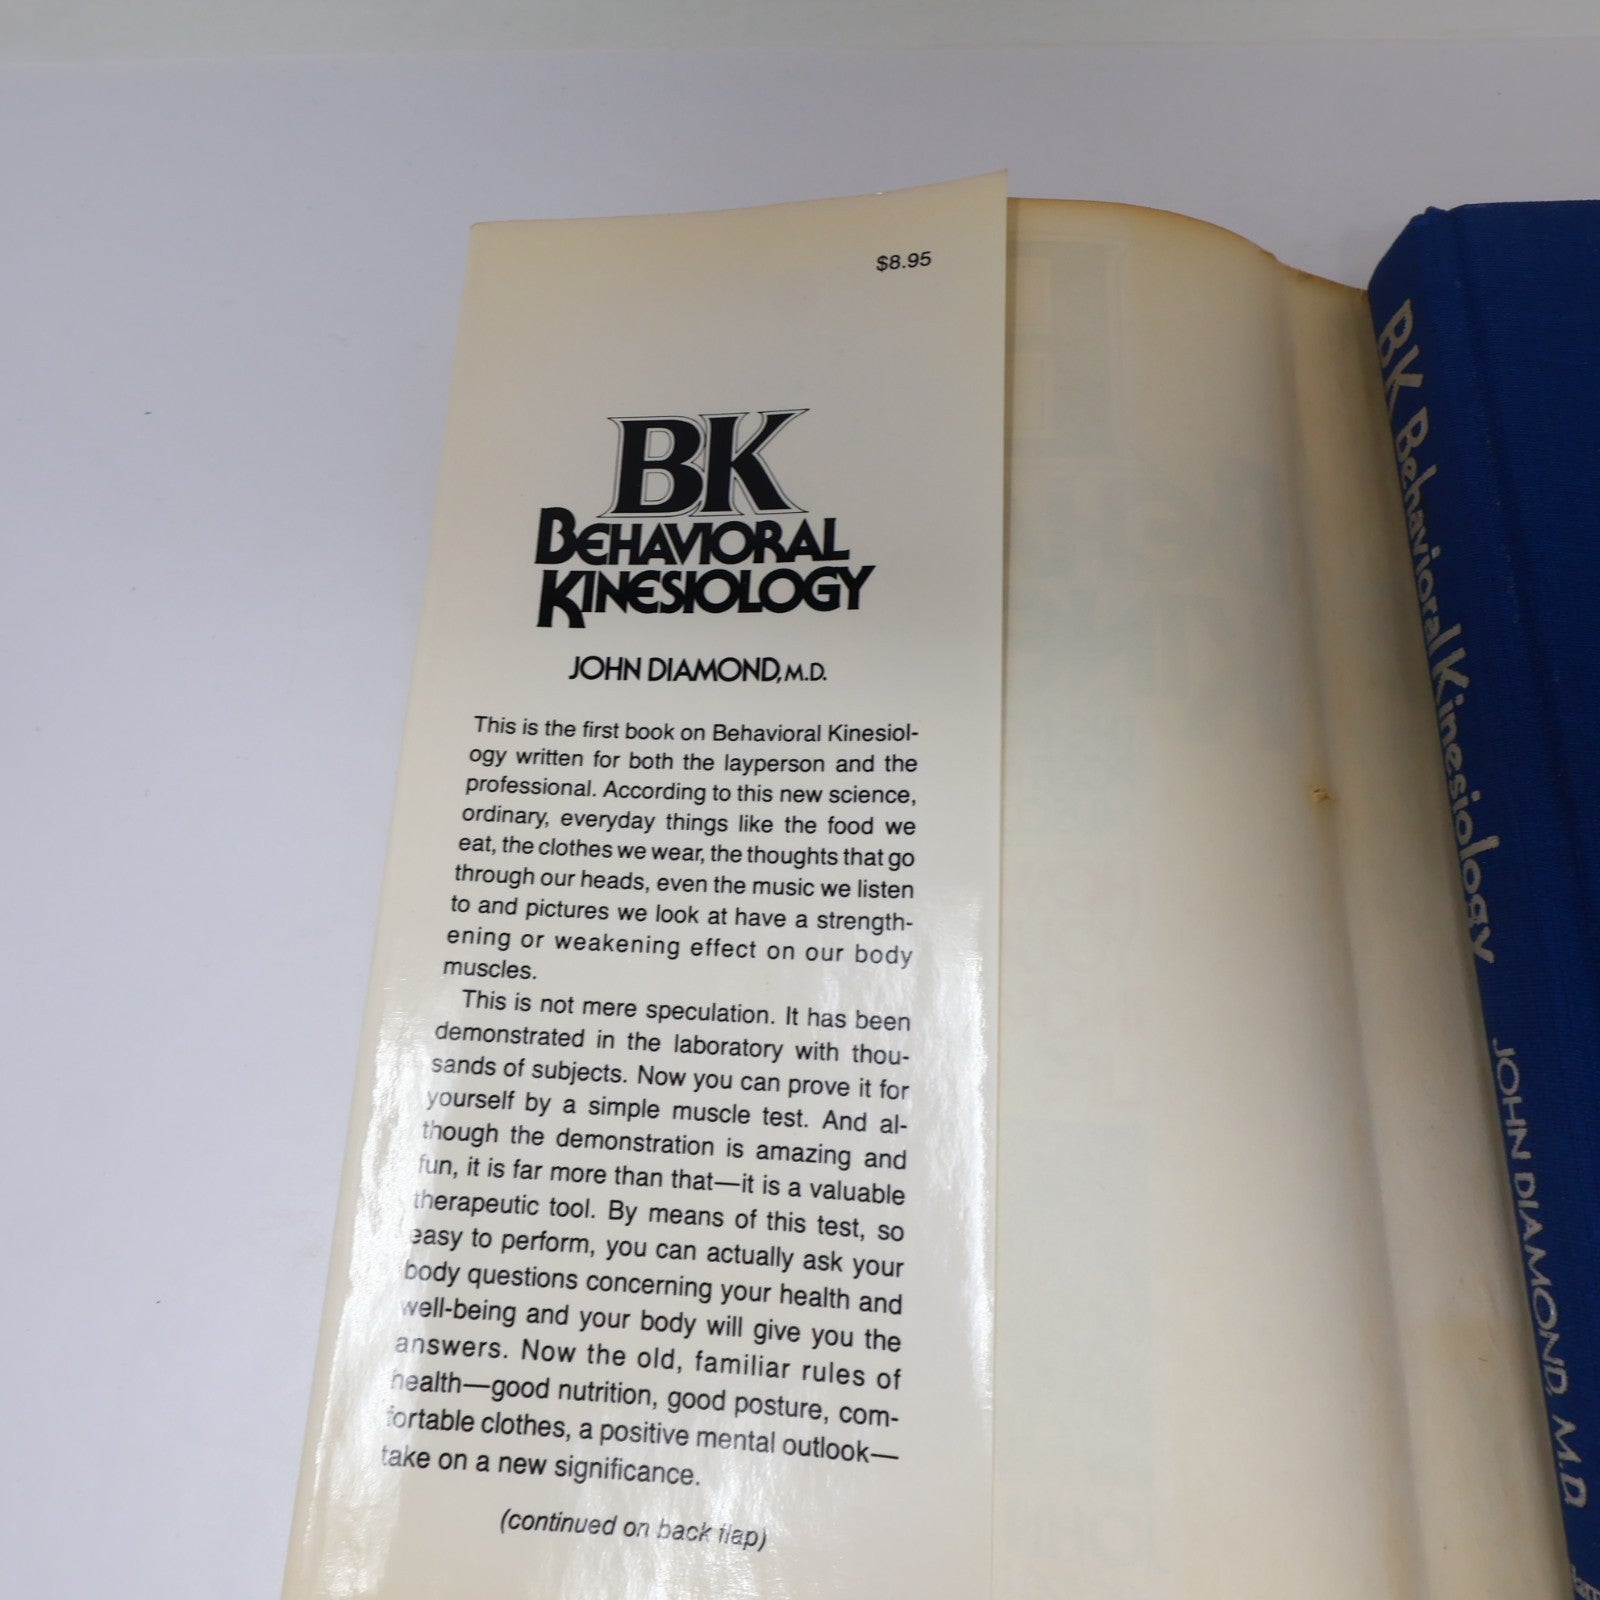 $8.95
BK
BEHAVIORAL
KINESIOLOGY
JOHN DIAMOND, M.D.
This is the first book on Behavioral Kinesiol-
ogy written for both the layperson and the
professional. According to this new science,
ordinary, everyday things like the food we
eat, the clothes we wear, the thoughts that go
through our heads, even the music we listen
to and pictures we look at have a strength-
ening or weakening effect on our body
muscles.
This is not mere speculation. It has been
demonstrated in the laboratory with thou-
sands of subjects. Now you can prove it for
yourself by a simple muscle test. And al-
though the demonstration is amazing and
fun, it is far more than that—it is a valuable
therapeutic tool. By means of this test, so
easy to perform, you can actually ask your
body questions concerning your health and
well-being and your body will give you the
answers. Now the old, familiar rules of
health—good nutrition, good posture, com-
fortable clothes, a positive mental outlook—
take on a new significance.
(continued on back flap)
BK Behavioral Kinesiology
JOHN DIAMOND, M.D.